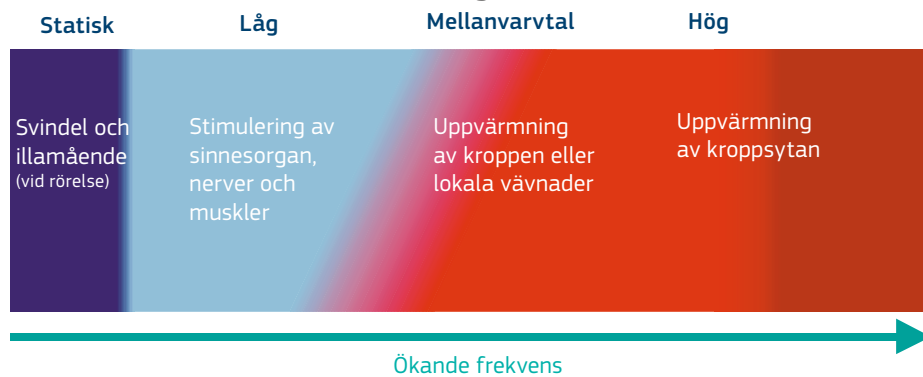 Statisk
Låg
Mellanvarvtal
Hög
Svindel och
illamående
(vid rörelse)
Stimulering av
sinnesorgan,
nerver och
muskler
Uppvärmning
av kroppen eller
lokala vävnader
Uppvärmning
av kroppsytan
Ökande frekvens